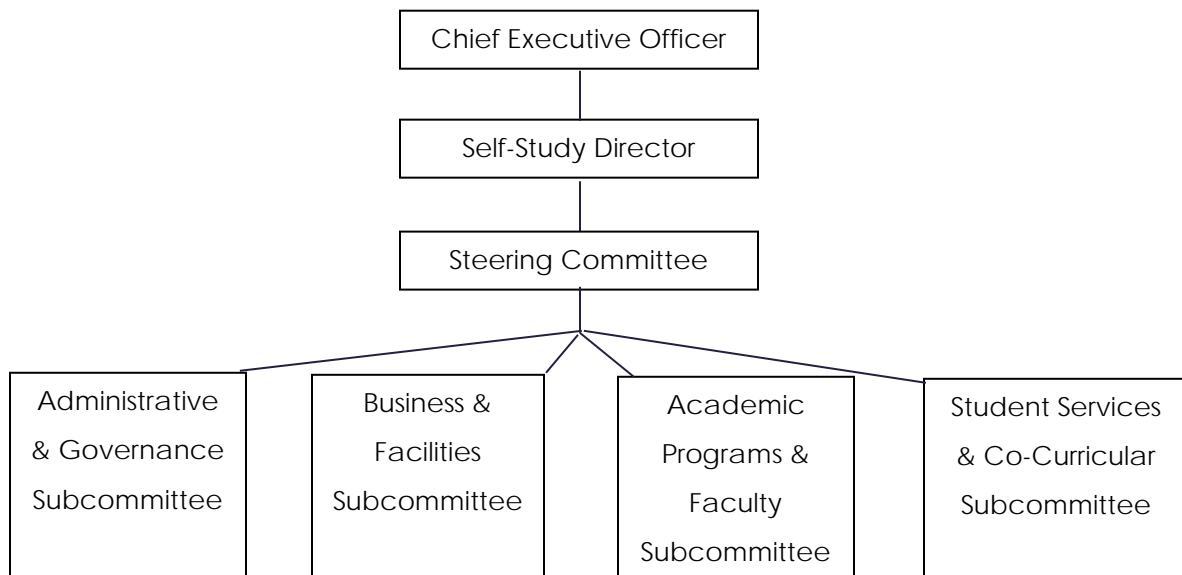 Chief Executive Officer
Self-Study Director
Steering Committee
Administrative
& Governance
Subcommittee
Business &
Facilities
Subcommittee
Academic
Programs &
Faculty
Subcommittee
Student Services
& Co-Curricular
Subcommittee